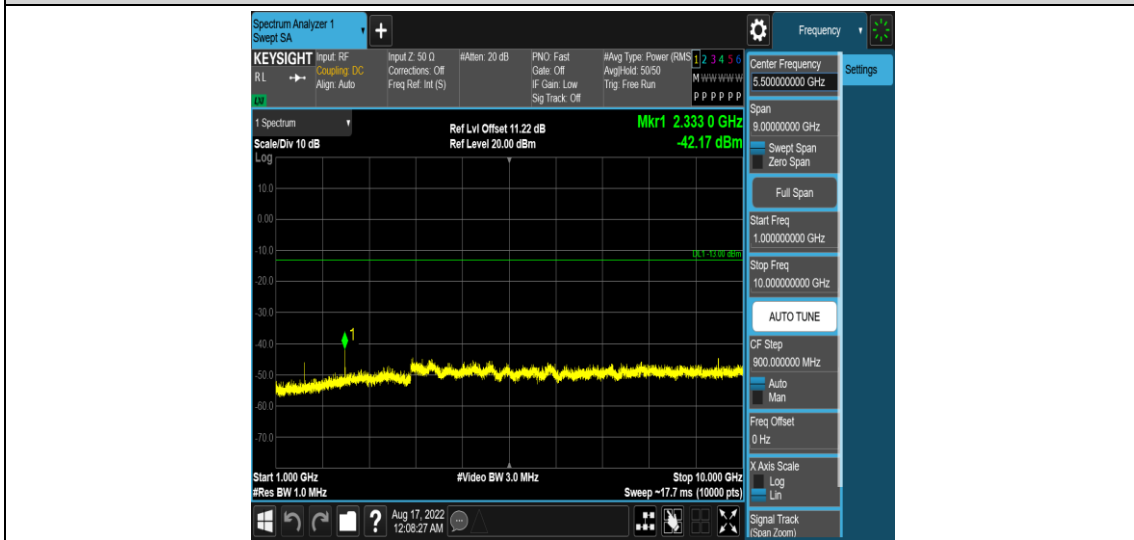 Spectrum Analyzer 1
Swept SA
+
Frequency
KEYSIGHT
RL
LXI
Input: RF
Coupling: DC
Align: Auto
Input Z: 50 Ω
Corrections: Off
Freq Ref: Int (S)
#Atten: 20 dB
PNO: Fast
Gate: Off
IF Gain: Low
Sig Track: Off
#Avg Type: Power (RMS
Avg|Hold: 50/50
Trig: Free Run
1 2 3 4 5 6
M W W W W W
P P P P P P
Center Frequency
5.500000000 GHz
Settings
Span
9.00000000 GHz
Swept Span
Zero Span
Full Span
Start Freq
1.000000000 GHz
Stop Freq
10.000000000 GHz
AUTO TUNE
CF Step
900.000000 MHz
Auto
Man
Freq Offset
0 Hz
X Axis Scale
Log
Lin
Signal Track
(Span Zoom)
1 Spectrum
Scale/Div 10 dB
Log
Ref Lvl Offset 11.22 dB
Ref Level 20.00 dBm
Mkr1 2.333 0 GHz
-42.17 dBm
10.0
0.00
-10.0
DL1 -13.00 dBm
-20.0
-30.0
1
-40.0
-50.0
-60.0
-70.0
Start 1.000 GHz
#Res BW 1.0 MHz
#Video BW 3.0 MHz
Stop 10.000 GHz
Sweep ~17.7 ms (10000 pts)
?
Aug 17, 2022
12:08:27 AM